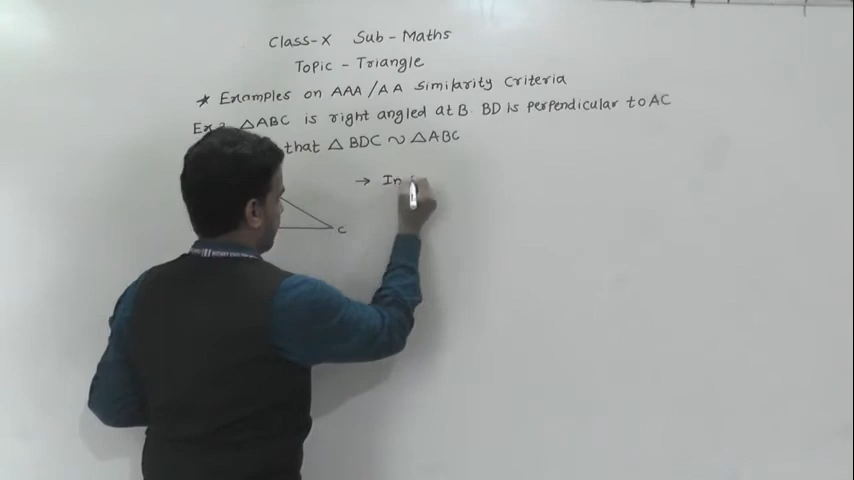 Class-X Sub-Maths
Topic - Triangle
* Examples on AAA/AA Similarity Criteria
△ABC is right angled at B. BD is perpendicular to AC
that △ BDC ~ △ABC
→ In
C